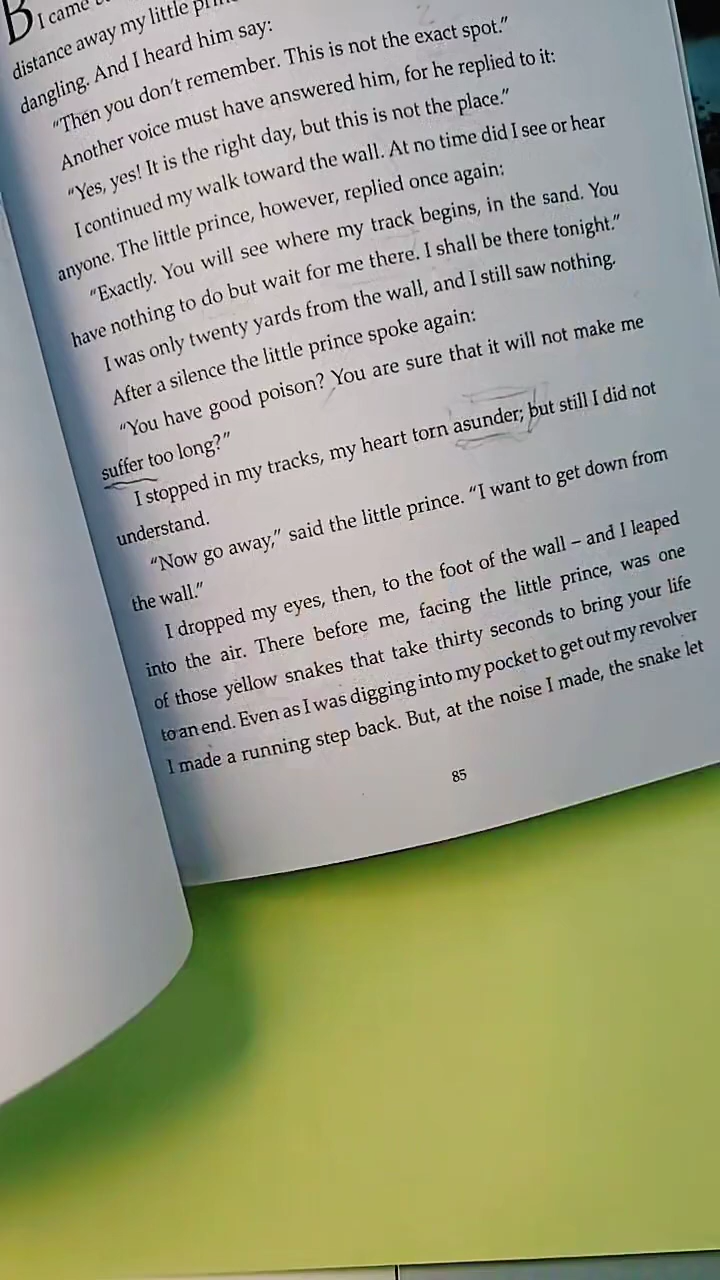 B
I came
distance away my little
dangling. And I heard him say:
“Then you don’t remember. This is not the exact spot.”
Another voice must have answered him, for he replied to it:
“Yes, yes! It is the right day, but this is not the place.”
I continued my walk toward the wall. At no time did I see or hear
anyone. The little prince, however, replied once again:
“Exactly. You will see where my track begins, in the sand. You
have nothing to do but wait for me there. I shall be there tonight.”
I was only twenty yards from the wall, and I still saw nothing.
After a silence the little prince spoke again:
“You have good poison? You are sure that it will not make me
suffer too long?”
I stopped in my tracks, my heart torn asunder; but still I did not
understand.
“Now go away,” said the little prince. “I want to get down from
the wall.”
I dropped my eyes, then, to the foot of the wall – and I leaped
into the air. There before me, facing the little prince, was one
of those yellow snakes that take thirty seconds to bring your life
to an end. Even as I was digging into my pocket to get out my revolver
I made a running step back. But, at the noise I made, the snake let
85